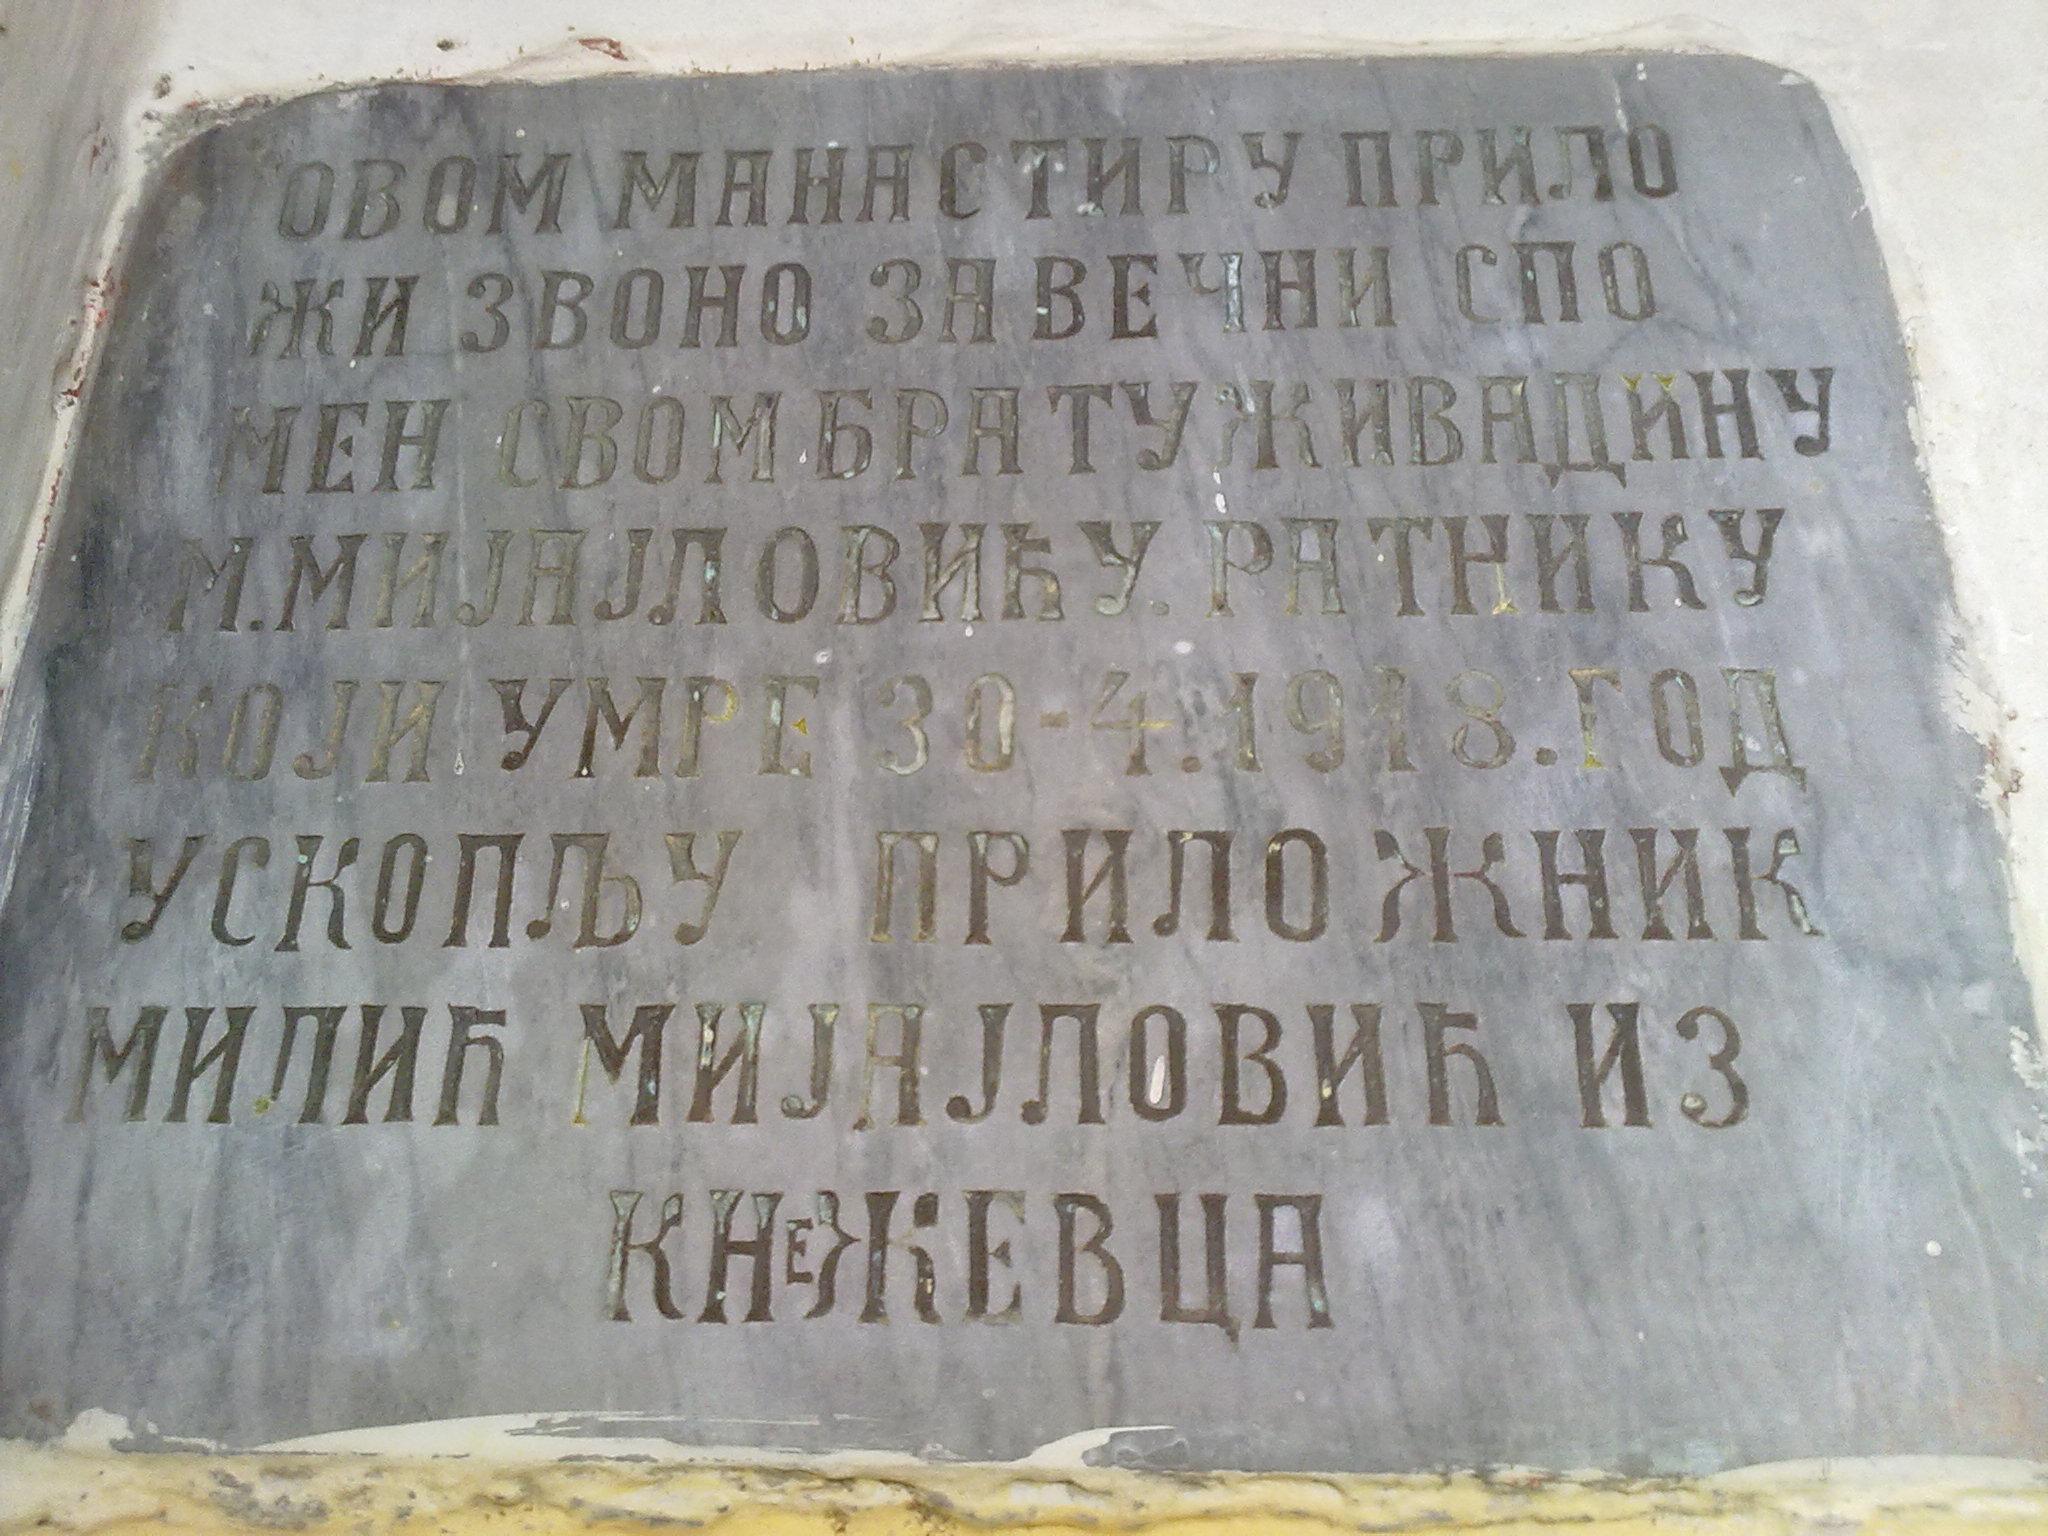 ОВОМ МАНАСТИРУ ПРИЛО
ЖИ ЗВОНО ЗА ВЕЧНИ СПО
МЕН СВОМ БРАТУ ЖИВАДИНУ
М.МИЈАЈЛОВИЋУ. РАТНИКУ
КОЈИ УМРЕ 30-4.1918.ГОД
УСКОПЉУ ПРИЛОЖНИК
МИЛИЋ МИЈАЈЛОВИЋ ИЗ
КНЕЖЕВЦА